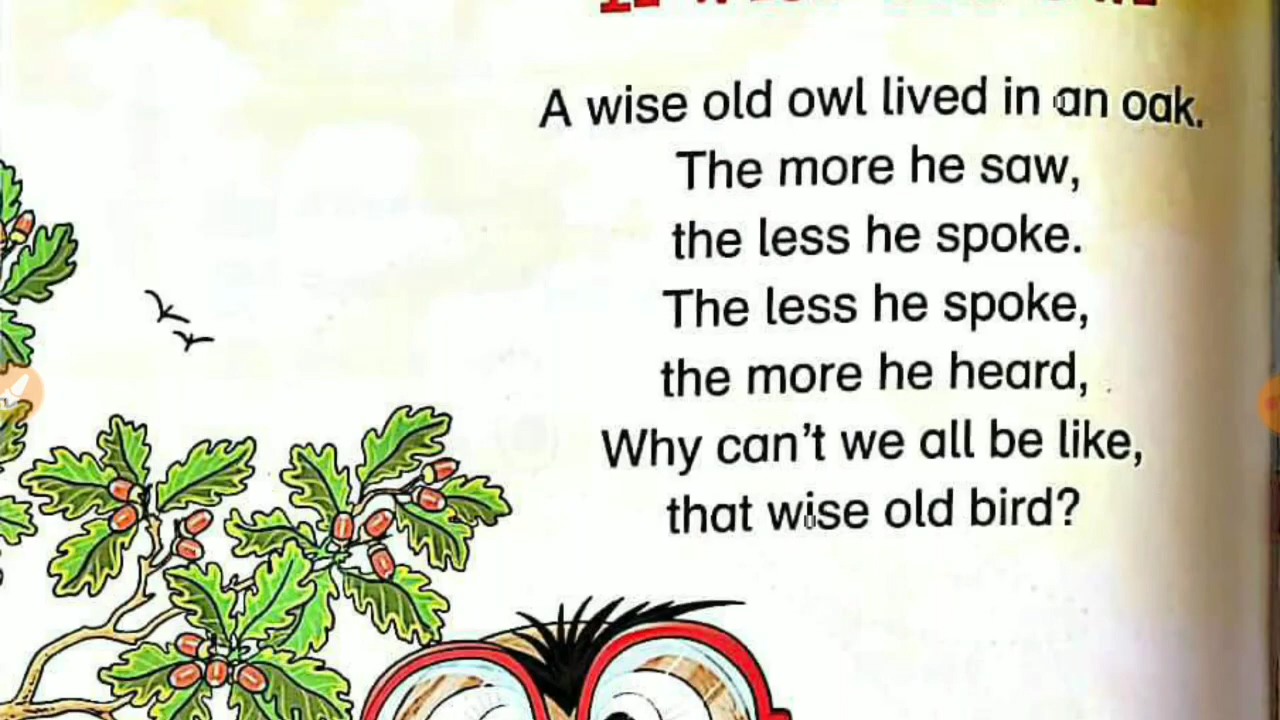 A wise old owl lived in an oak.
The more he saw,
the less he spoke.
The less he spoke,
the more he heard,
Why can't we all be like,
that wise old bird?